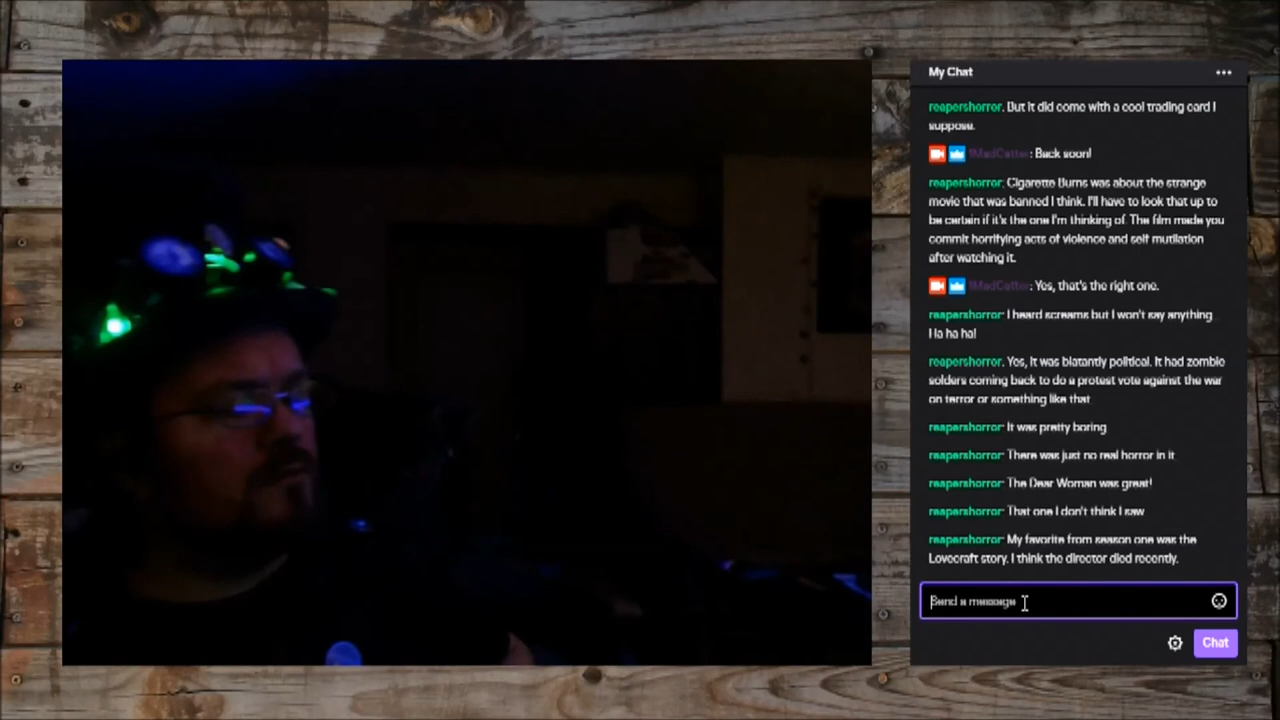 My Chat
reapershorror: But it did come with a cool trading card I
suppose.
1MadCatter: Back soon!
reapershorror: Cigarette Burns was about the strange
movie that was banned I think. I'll have to look that up to
be certain if it's the one I'm thinking of. The film made you
commit horrifying acts of violence and self mutilation
after watching it.
1MadCatter: Yes, that's the right one.
reapershorror: I heard screams but I won't say anything.
Ha ha ha!
reapershorror: Yes, it was blatantly political. It had zombie
solders coming back to do a protest vote against the war
on terror or something like that
reapershorror: It was pretty boring
reapershorror: There was just no real horror in it
reapershorror: The Dear Woman was great!
reapershorror: That one I don't think I saw
reapershorror: My favorite from season one was the
Lovecraft story. I think the director died recently.
Send a message
Chat